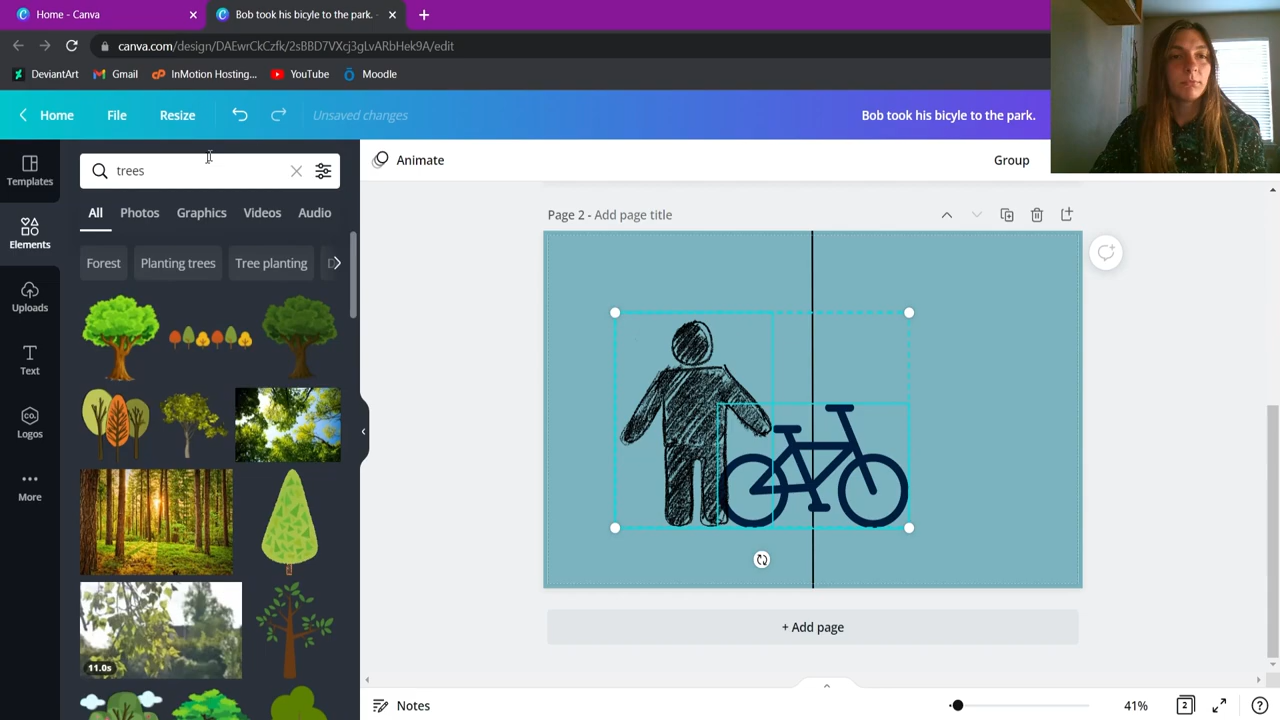 Home - Canva
Bob took his bicyle to the park. -
canva.com/design/DAEwrCkCzfk/2sBBD7VXcj3gLvARbHek9A/edit
DeviantArt
Gmail
InMotion Hosting...
YouTube
Moodle
Home
File
Resize
Unsaved changes
Bob took his bicyle to the park.
Templates
Elements
Uploads
Text
Logos
More
trees
All
Photos
Graphics
Videos
Audio
Forest
Planting trees
Tree planting
11.0s
Animate
Group
Page 2 - Add page title
+ Add page
Notes
41%
2